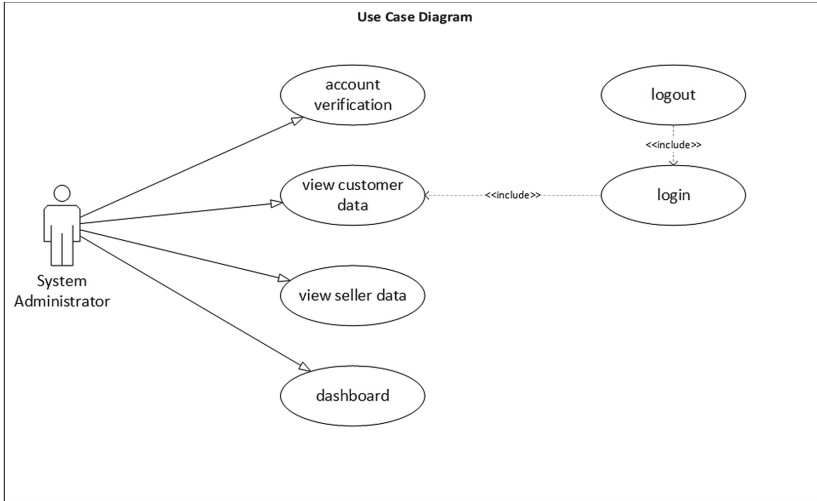 Use Case Diagram
account
verification
logout
<<include>>
view customer
data
<<include>>
login
System
Administrator
view seller data
dashboard